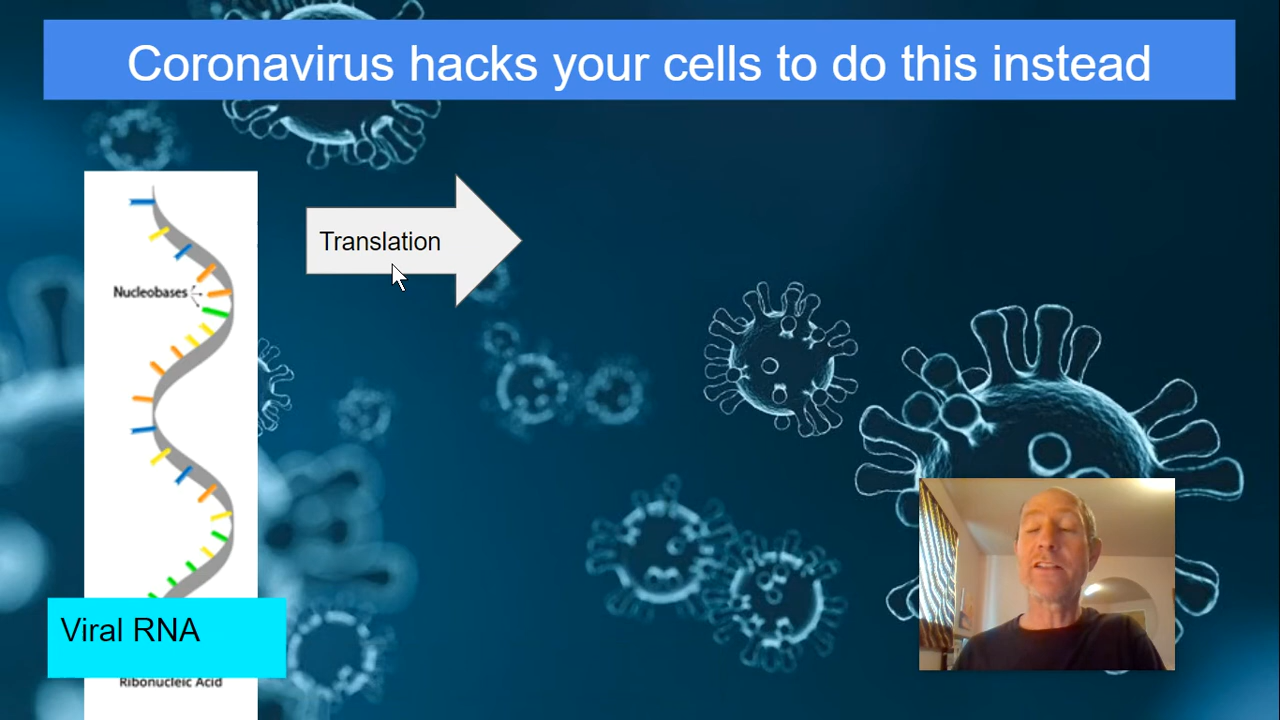 Coronavirus hacks your cells to do this instead
Translation
Nucleobases
Viral RNA
Ribonucleic Acid